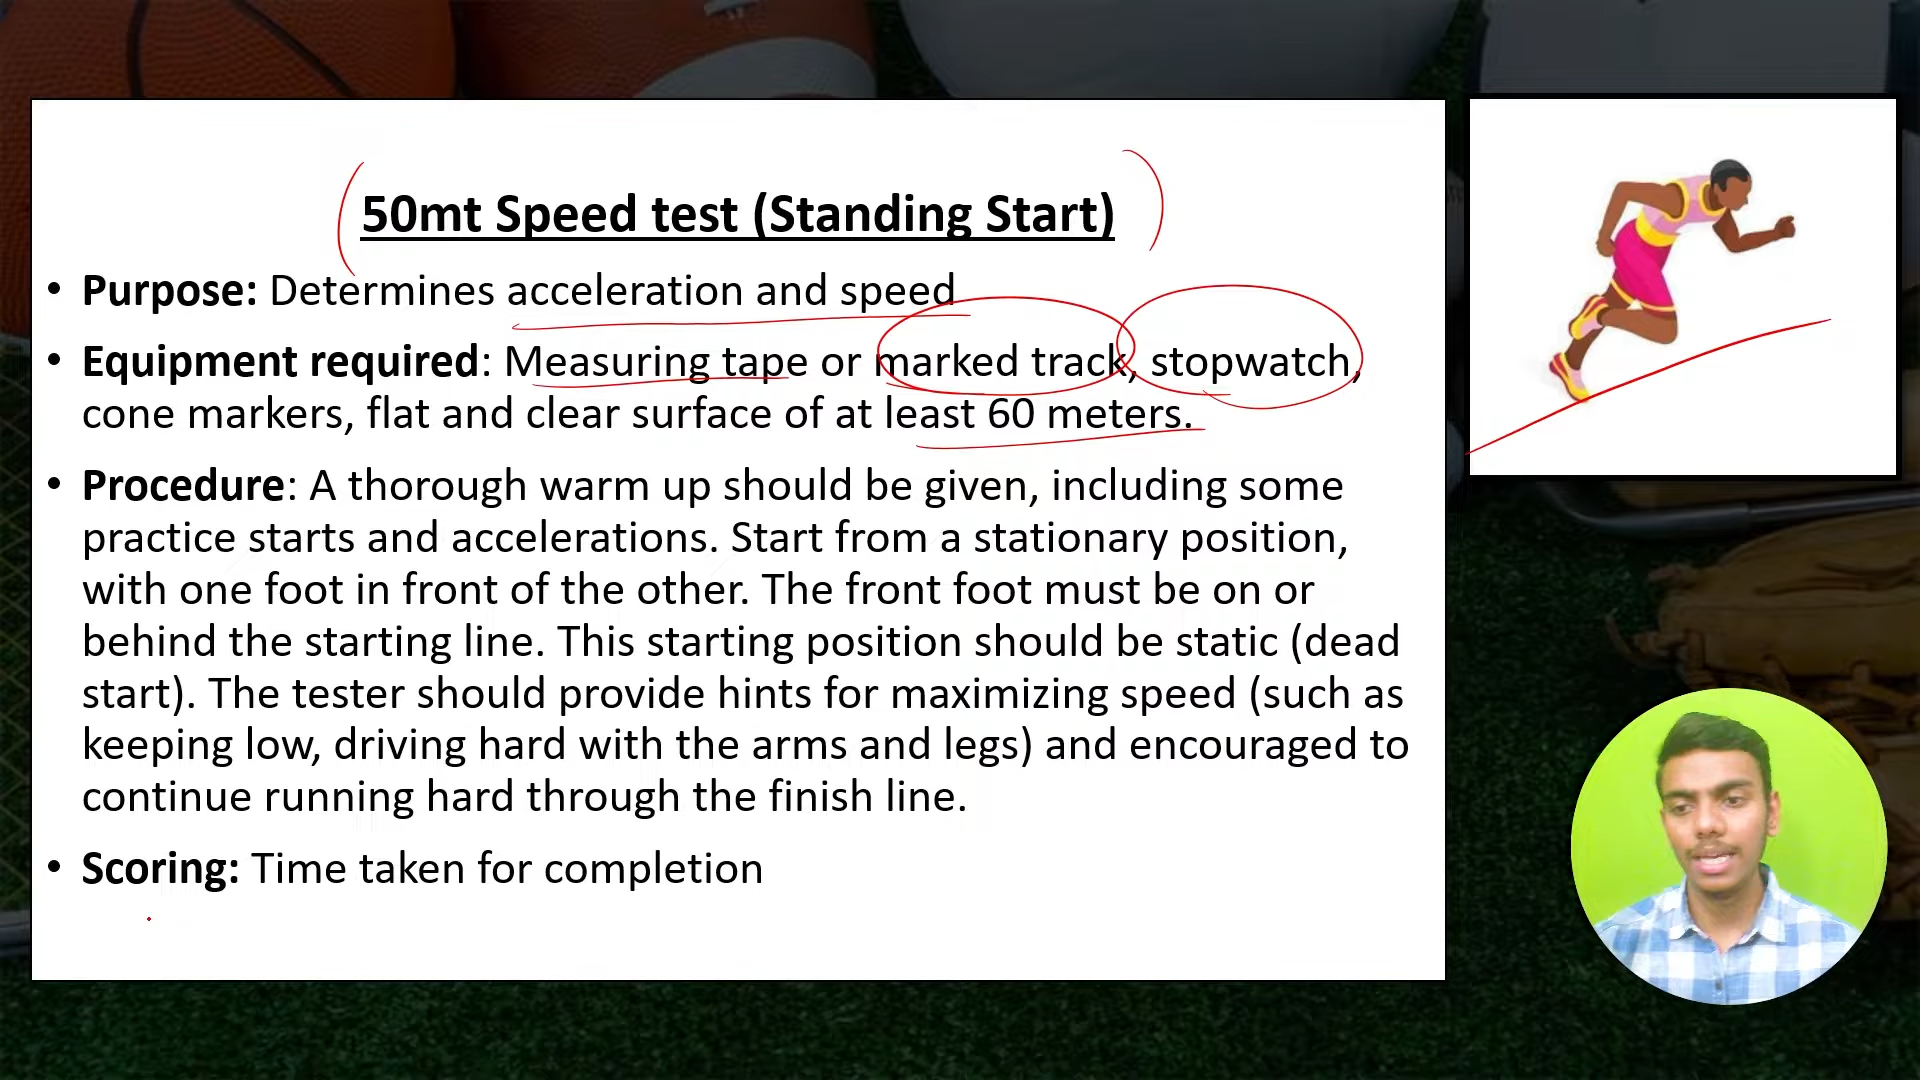 50mt Speed test (Standing Start)
• Purpose: Determines acceleration and speed
• Equipment required: Measuring tape or marked track, stopwatch,
cone markers, flat and clear surface of at least 60 meters.
• Procedure: A thorough warm up should be given, including some
practice starts and accelerations. Start from a stationary position,
with one foot in front of the other. The front foot must be on or
behind the starting line. This starting position should be static (dead
start). The tester should provide hints for maximizing speed (such as
keeping low, driving hard with the arms and legs) and encouraged to
continue running hard through the finish line.
• Scoring: Time taken for completion